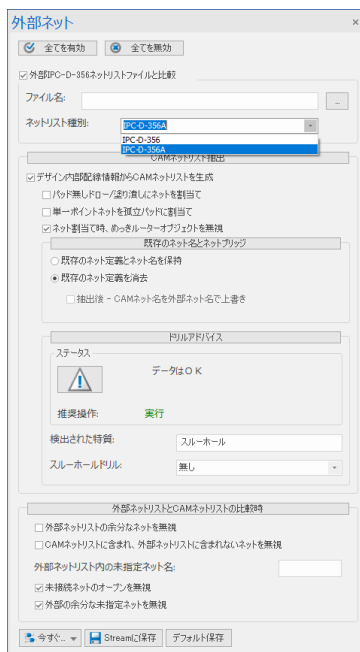 外部ネット
×
全てを有効
全てを無効
外部IPC-D-356ネットリストファイルと比較
ファイル名:
...
ネットリスト種別:
IPC-D-356A
IPC-D-356
IPC-D-356A
CAMネットリスト抽出
デザイン内部配線情報からCAMネットリストを生成
パッド無しドロー/塗り潰しにネットを割当て
単一ポイントネットを孤立パッドに割当て
ネット割当て時、めっきルーターオブジェクトを無視
既存のネット名とネットブリッジ
既存のネット定義とネット名を保持
既存のネット定義を消去
抽出後 - CAMネット名を外部ネット名で上書き
ドリルアドバイス
ステータス
データはＯＫ
推奨操作:
実行
検出された特質:
スルーホール
スルーホールドリル:
無し
外部ネットリストとCAMネットリストの比較時
外部ネットリストの余分なネットを無視
CAMネットリストに含まれ、外部ネットリストに含まれないネットを無視
外部ネットリスト内の未指定ネット名:
未接続ネットのオープンを無視
外部の余分な未指定ネットを無視
今すぐ..
Streamに保存
デフォルト保存